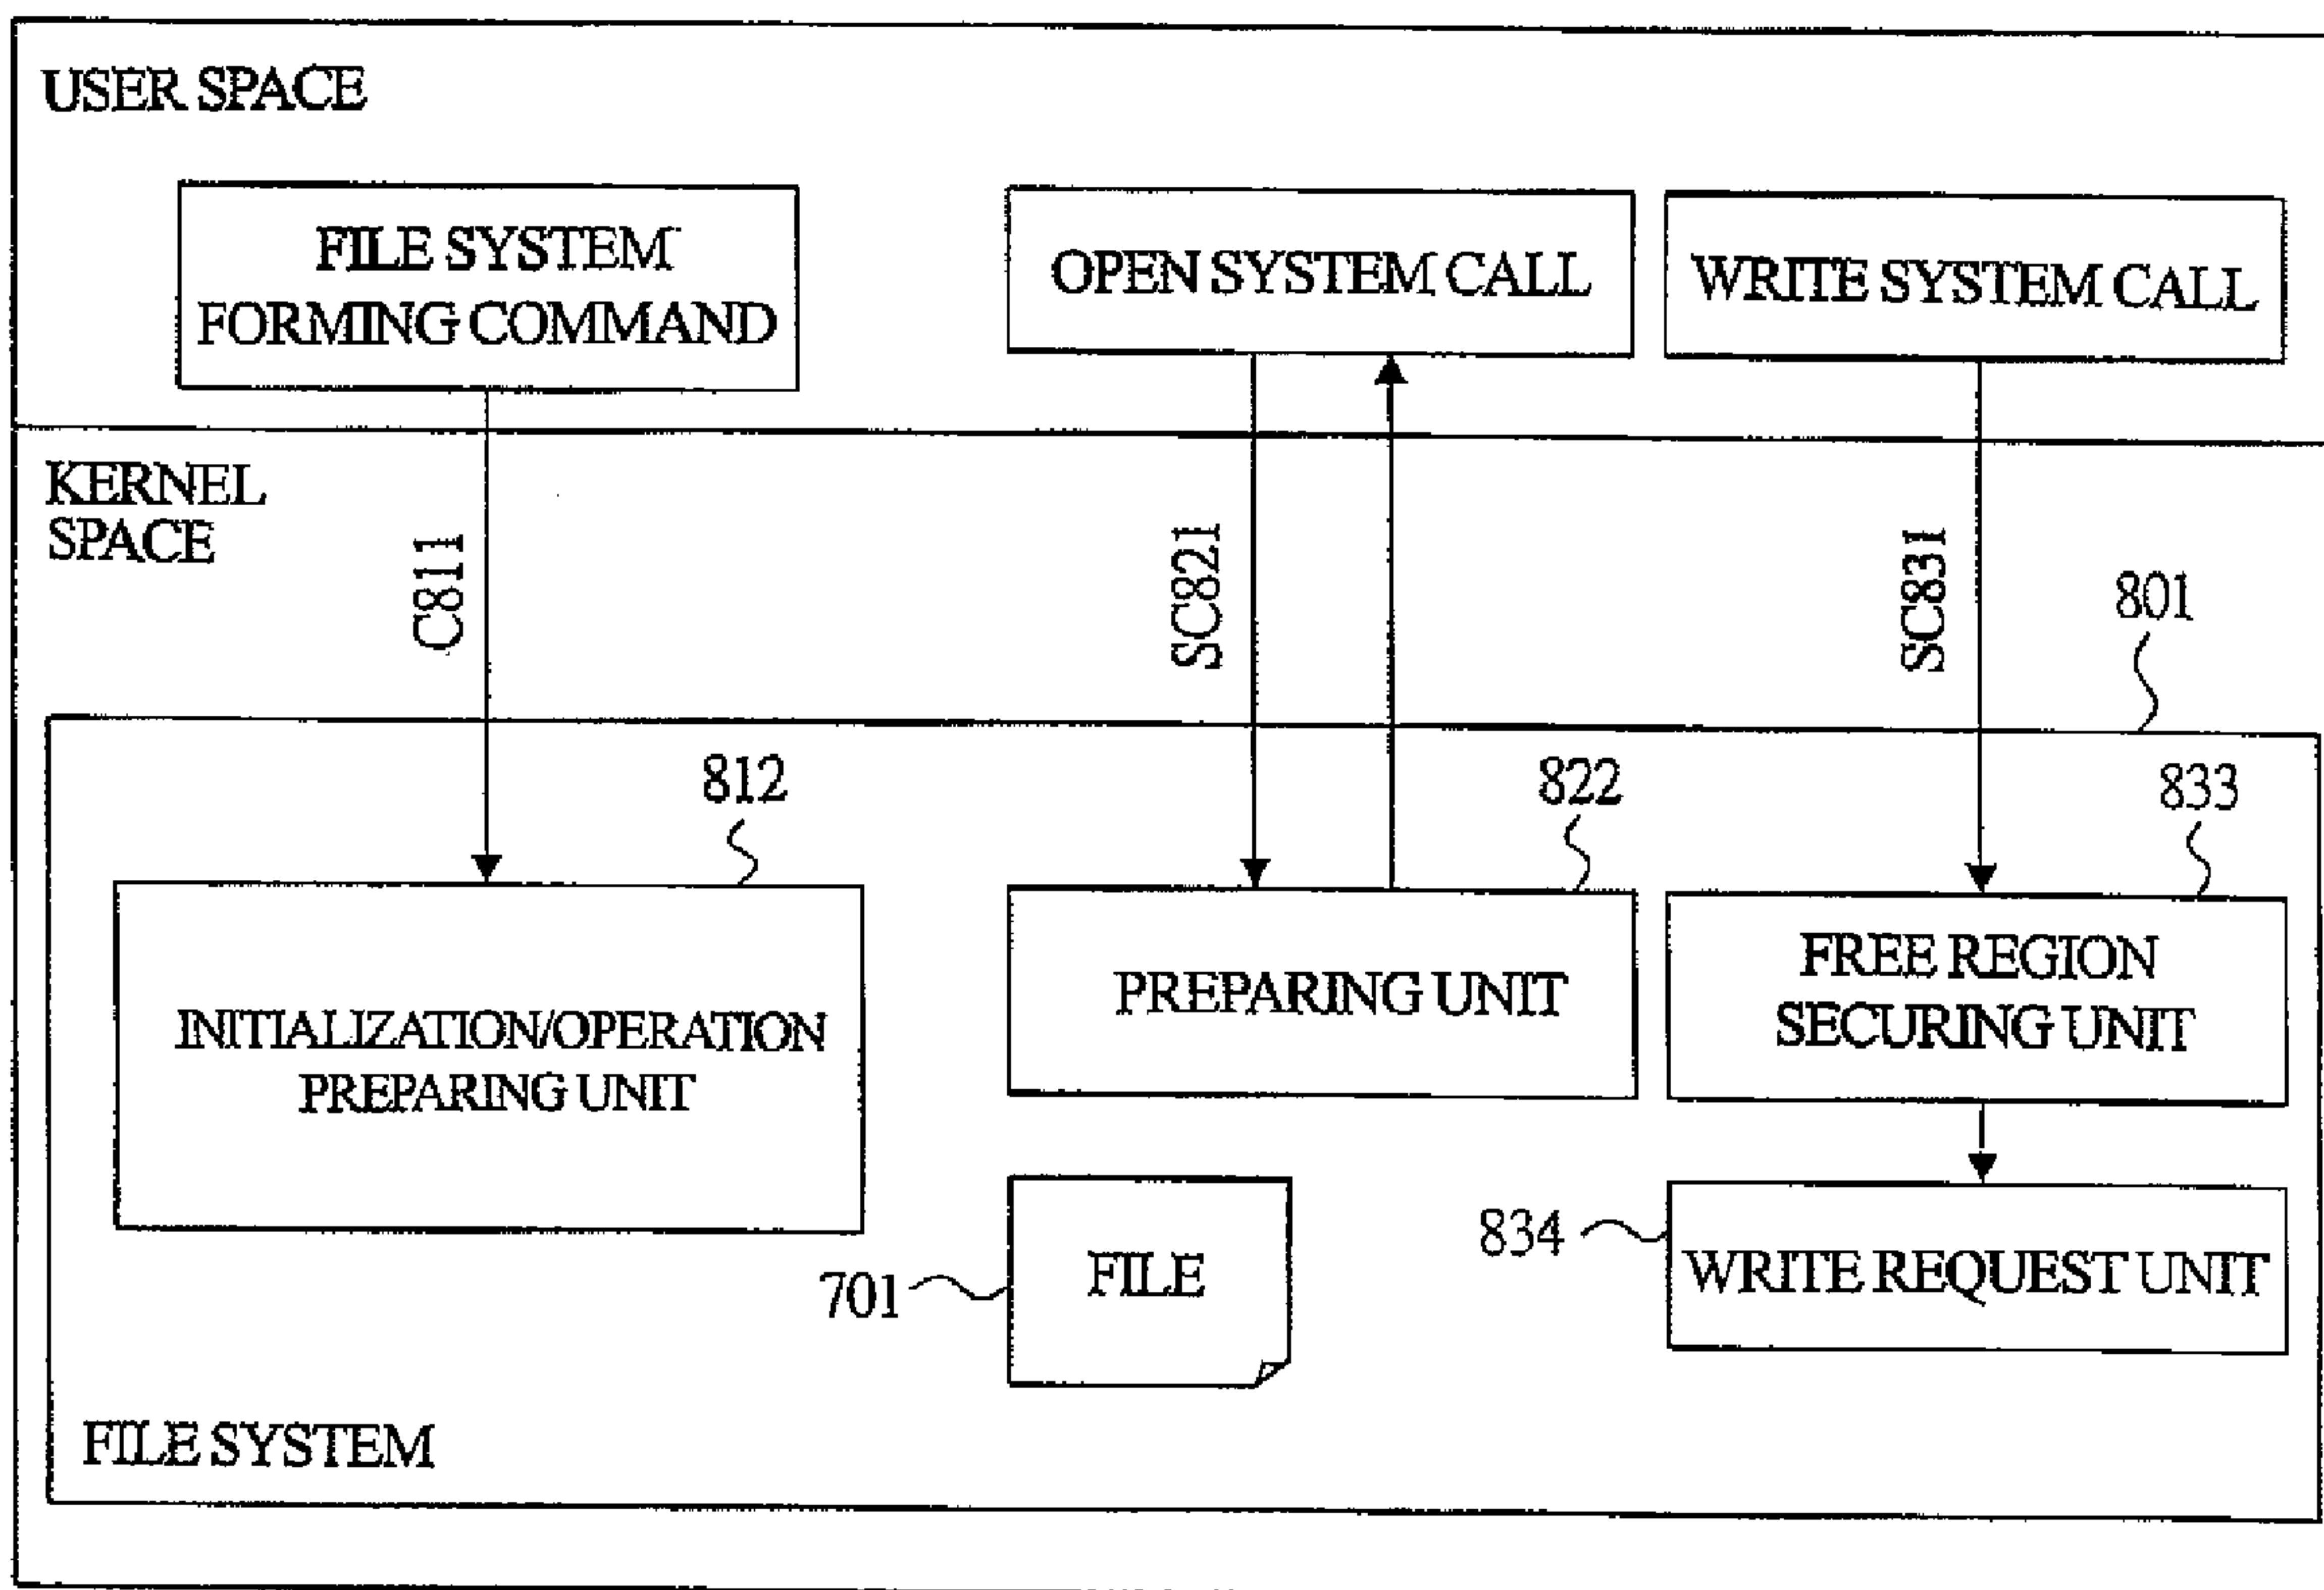 USER SPACE
FILE SYSTEM
FORMING COMMAND
OPEN SYSTEM CALL
WRITE SYSTEM CALL
KERNEL
SPACE
C811
SC821
SC831
801
812
822
833
INITIALIZATION/OPERATION
PREPARING UNIT
PREPARING UNIT
FREE REGION
SECURING UNIT
701
FILE
834
WRITE REQUEST UNIT
FILE SYSTEM